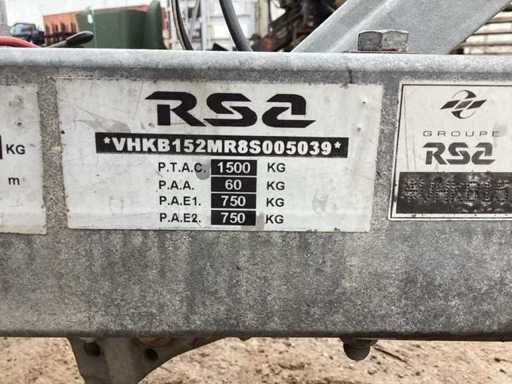 RSA
*VHKB152MR8S005039*
P.T.A.C. 1500 KG
P.A.A. 60 KG
P.A.E1. 750 KG
P.A.E2. 750 KG
KG
m
GROUPE
RSA